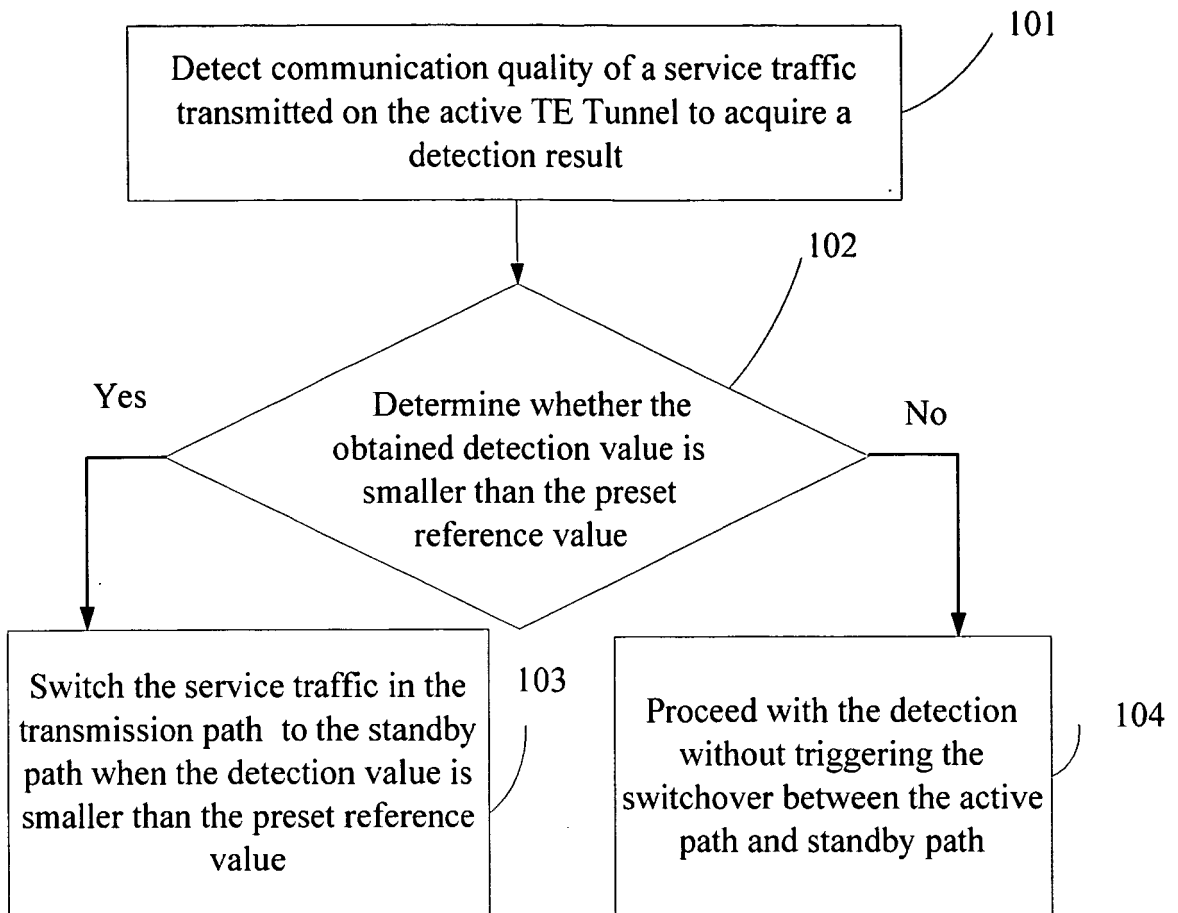 101
Detect communication quality of a service traffic
transmitted on the active TE Tunnel to acquire a
detection result
102
Yes
No
Determine whether the
obtained detection value is
smaller than the preset
reference value
103
Switch the service traffic in the
transmission path to the standby
path when the detection value is
smaller than the preset reference
value
104
Proceed with the detection
without triggering the
switchover between the active
path and standby path